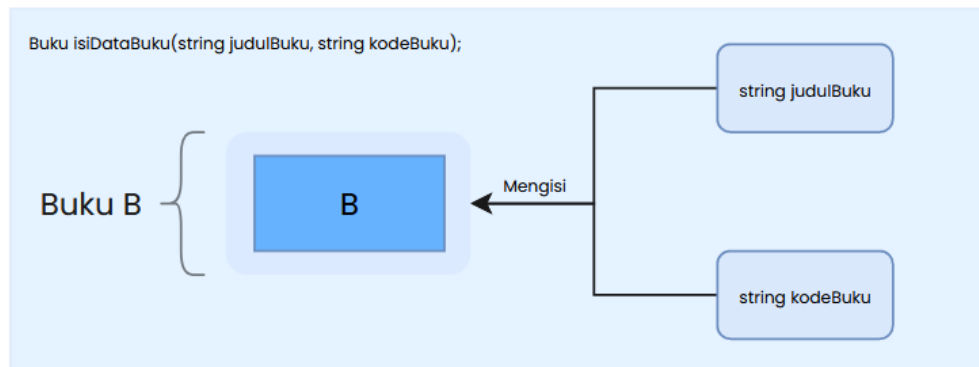 Buku isiDataBuku(string judulBuku, string kodeBuku);
string judulBuku
Mengisi
Buku B
B
string kodeBuku